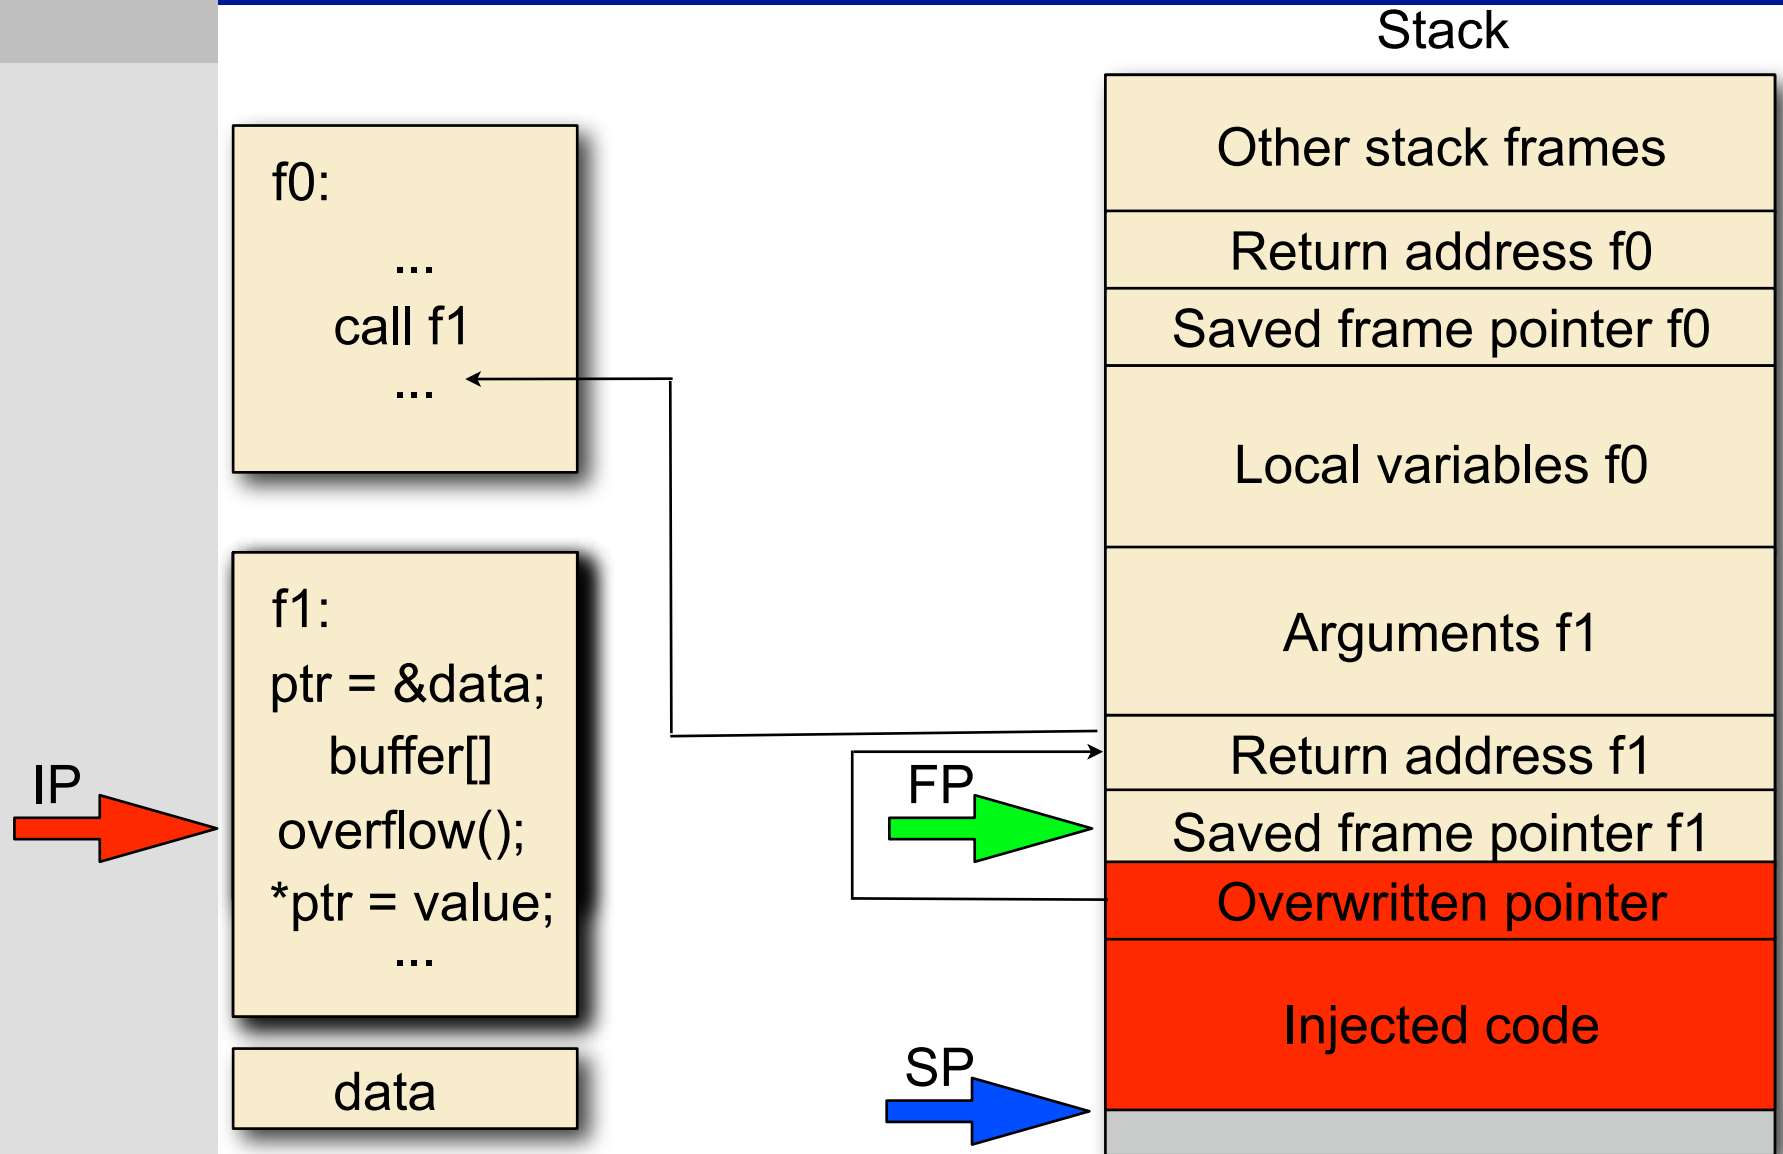 Stack
f0:
...
call f1
...
f1:
ptr = &data;
buffer[]
overflow();
*ptr = value;
...
data
IP
FP
SP
Other stack frames
Return address f0
Saved frame pointer f0
Local variables f0
Arguments f1
Return address f1
Saved frame pointer f1
Overwritten pointer
Injected code